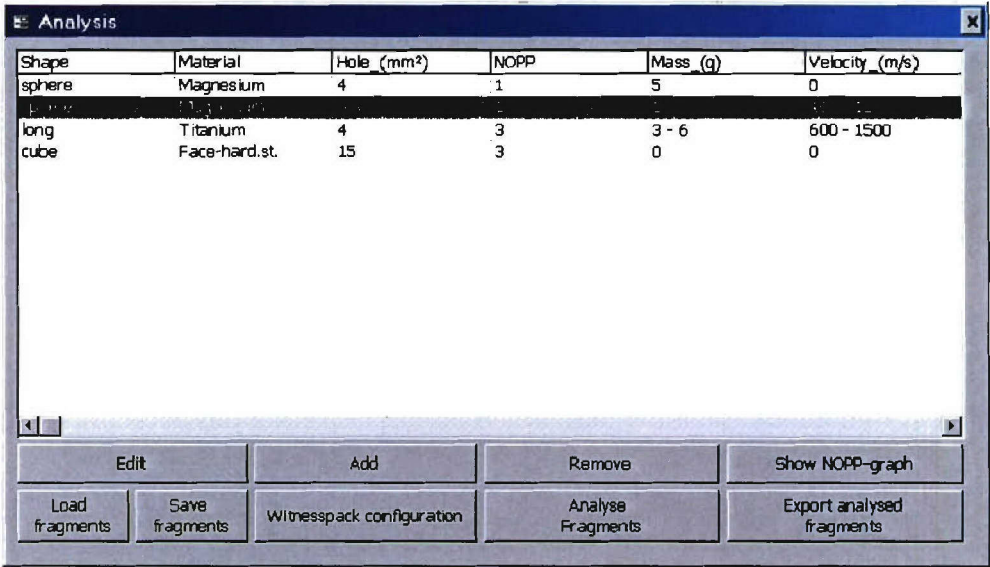 Analysis
Shape Material Hole_(mm²) NOPP Mass_(g) Velocity_(m/s)
sphere Magnesium 4 1 5 0
long Titanium 4 3 3 - 6 600 - 1500
cube Face-hard.st. 15 3 0 0
Edit Add Remove Show NOPP-graph
Load fragments Save fragments Witnesspack configuration Analyse Fragments Export analysed fragments